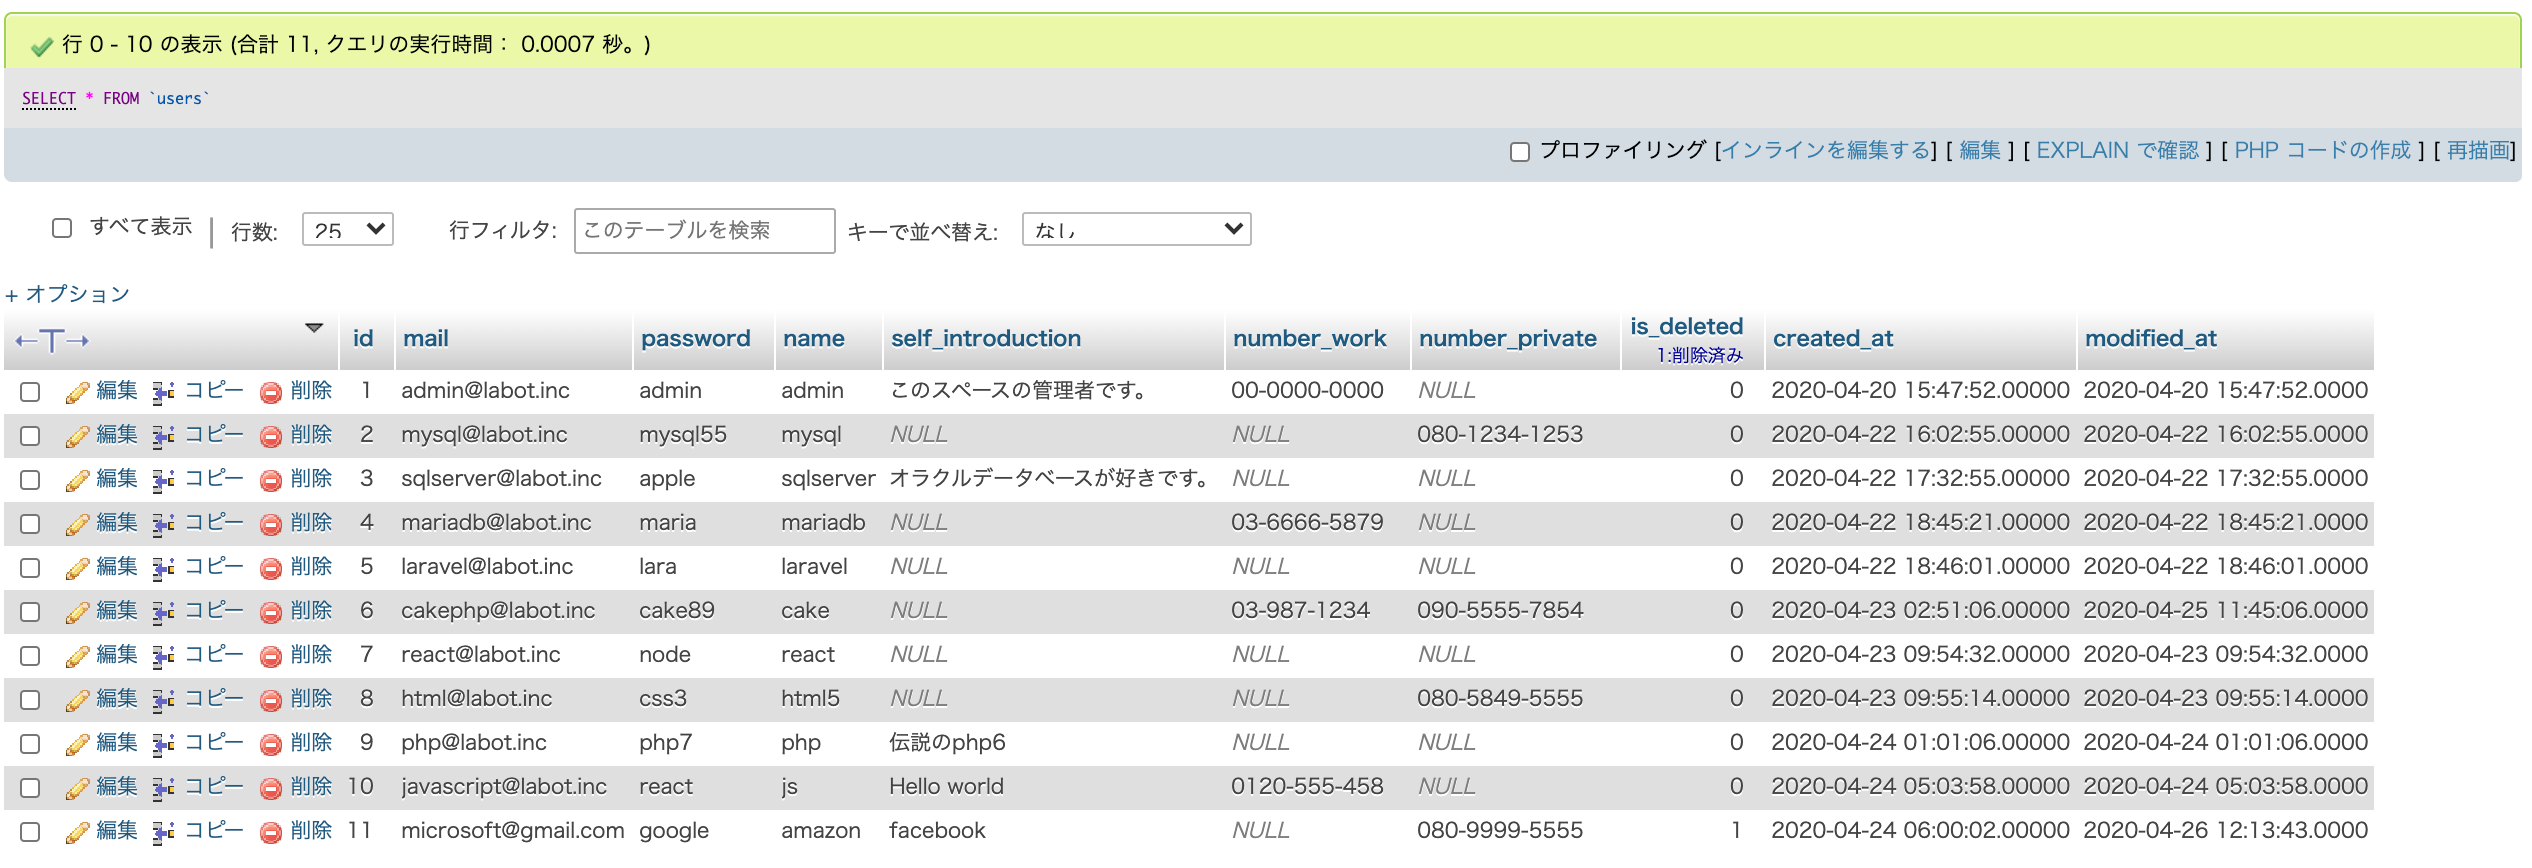 行 0 - 10 の表示 (合計 11, クエリの実行時間： 0.0007 秒。)
SELECT * FROM `users`
プロファイリング [インラインを編集する] [ 編集 ] [ EXPLAIN で確認 ] [ PHP コードの作成 ] [ 再描画]
すべて表示 | 行数: 25 行フィルタ: このテーブルを検索 キーで並べ替え: なし
+ オプション
←T→ id mail password name self_introduction number_work number_private is_deleted created_at modified_at
1:削除済み
編集 コピー 削除 1 admin@labot.inc admin admin このスペースの管理者です。 00-0000-0000 NULL 0 2020-04-20 15:47:52.00000 2020-04-20 15:47:52.0000
編集 コピー 削除 2 mysql@labot.inc mysql55 mysql NULL NULL 080-1234-1253 0 2020-04-22 16:02:55.00000 2020-04-22 16:02:55.0000
編集 コピー 削除 3 sqlserver@labot.inc apple sqlserver オラクルデータベースが好きです。 NULL NULL 0 2020-04-22 17:32:55.00000 2020-04-22 17:32:55.0000
編集 コピー 削除 4 mariadb@labot.inc maria mariadb NULL 03-6666-5879 NULL 0 2020-04-22 18:45:21.00000 2020-04-22 18:45:21.0000
編集 コピー 削除 5 laravel@labot.inc lara laravel NULL NULL NULL 0 2020-04-22 18:46:01.00000 2020-04-22 18:46:01.0000
編集 コピー 削除 6 cakephp@labot.inc cake89 cake NULL 03-987-1234 090-5555-7854 0 2020-04-23 02:51:06.00000 2020-04-25 11:45:06.0000
編集 コピー 削除 7 react@labot.inc node react NULL NULL NULL 0 2020-04-23 09:54:32.00000 2020-04-23 09:54:32.0000
編集 コピー 削除 8 html@labot.inc css3 html5 NULL NULL 080-5849-5555 0 2020-04-23 09:55:14.00000 2020-04-23 09:55:14.0000
編集 コピー 削除 9 php@labot.inc php7 php 伝説のphp6 NULL NULL 0 2020-04-24 01:01:06.00000 2020-04-24 01:01:06.0000
編集 コピー 削除 10 javascript@labot.inc react js Hello world 0120-555-458 NULL 0 2020-04-24 05:03:58.00000 2020-04-24 05:03:58.0000
編集 コピー 削除 11 microsoft@gmail.com google amazon facebook NULL 080-9999-5555 1 2020-04-24 06:00:02.00000 2020-04-26 12:13:43.0000